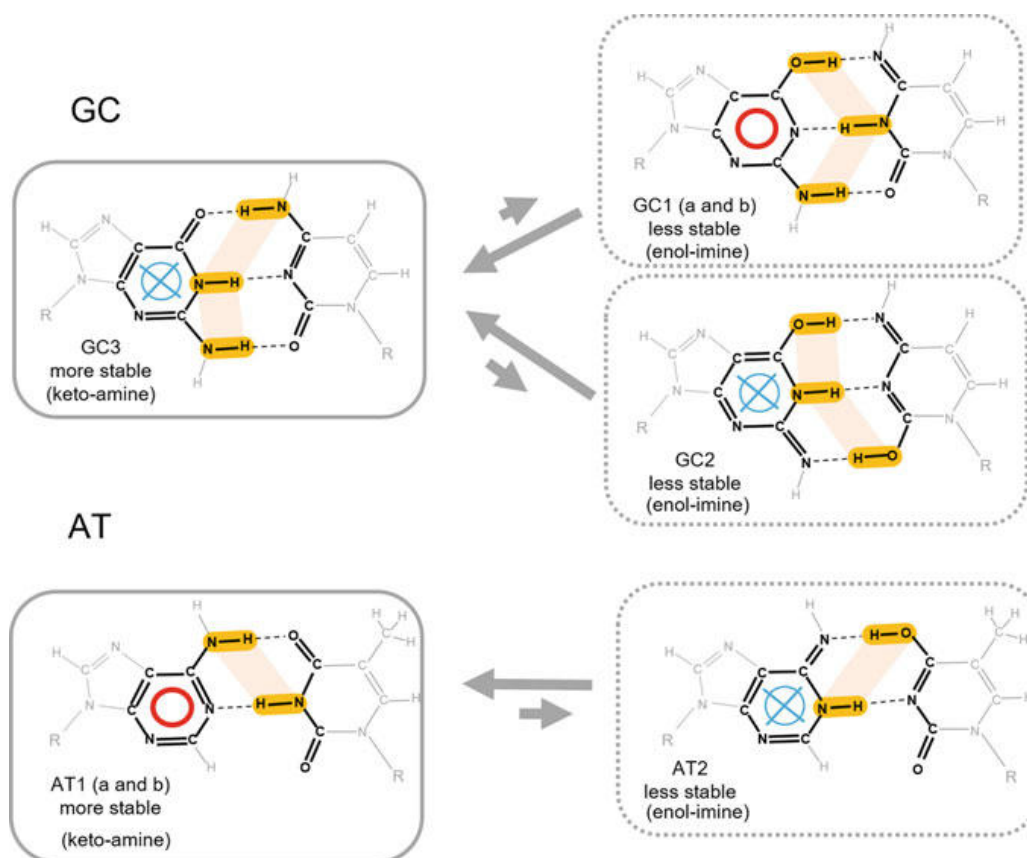 GC
GC3
more stable
(keto-amine)
GC1 (a and b)
less stable
(enol-imine)
GC2
less stable
(enol-imine)
AT
AT1 (a and b)
more stable
(keto-amine)
AT2
less stable
(enol-imine)
H
N
O
H-N
H
C
C
C
H
N
C
N-H
N
C
H
R
C
N
C
C
N
N-H
O
R
H
H
N
O-H
N
H
C
C
C
H
N
C
N
H-N
C
H
R
C
N
C
C
N
N-H
O
R
H
H
N
O-H
N
H
C
C
C
H
N
C
N-H
N
C
H
R
C
N
C
C
N
N
H-O
R
H
H
N
N-H
O
H
H
C
H
C
C
C
H
N
C
N
H-N
H
R
N
C
C
N
H
O
R
H
N
N
H-O
H
H
C
H
C
C
C
H
N
C
N-H
N
H
R
N
C
C
N
H
O
R